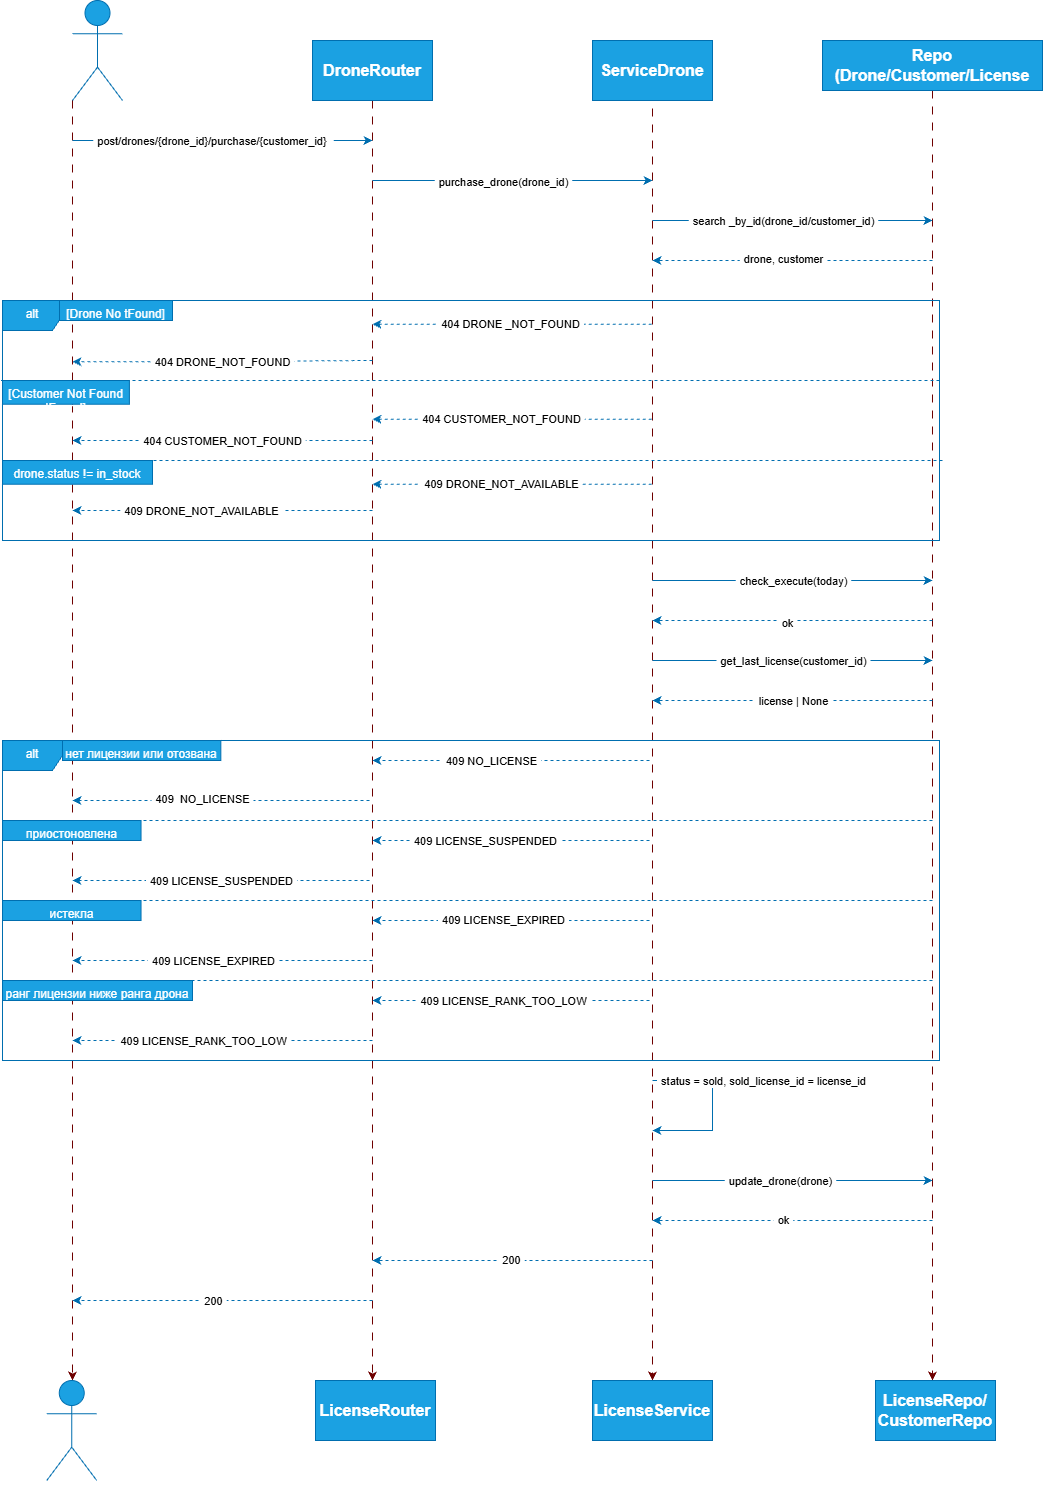 DroneRouter
ServiceDrone
Repo
(Drone/Customer/License
post/drones/{drone_id}/purchase/{customer_id}
purchase_drone(drone_id)
search _by_id(drone_id/customer_id)
drone, customer
alt
[Drone No tFound]
404 DRONE _NOT_FOUND
404 DRONE_NOT_FOUND
[Customer Not Found
404 CUSTOMER_NOT_FOUND
404 CUSTOMER_NOT_FOUND
drone.status != in_stock
409 DRONE_NOT_AVAILABLE
409 DRONE_NOT_AVAILABLE
check_execute(today)
ok
get_last_license(customer_id)
license | None
alt
нет лицензии или отозвана
409 NO_LICENSE
409  NO_LICENSE
приостоновлена
409 LICENSE_SUSPENDED
409 LICENSE_SUSPENDED
истекла
409 LICENSE_EXPIRED
409 LICENSE_EXPIRED
ранг лицензии ниже ранга дрона
409 LICENSE_RANK_TOO_LOW
409 LICENSE_RANK_TOO_LOW
status = sold, sold_license_id = license_id
update_drone(drone)
ok
200
200
LicenseRouter
LicenseService
LicenseRepo/
CustomerRepo